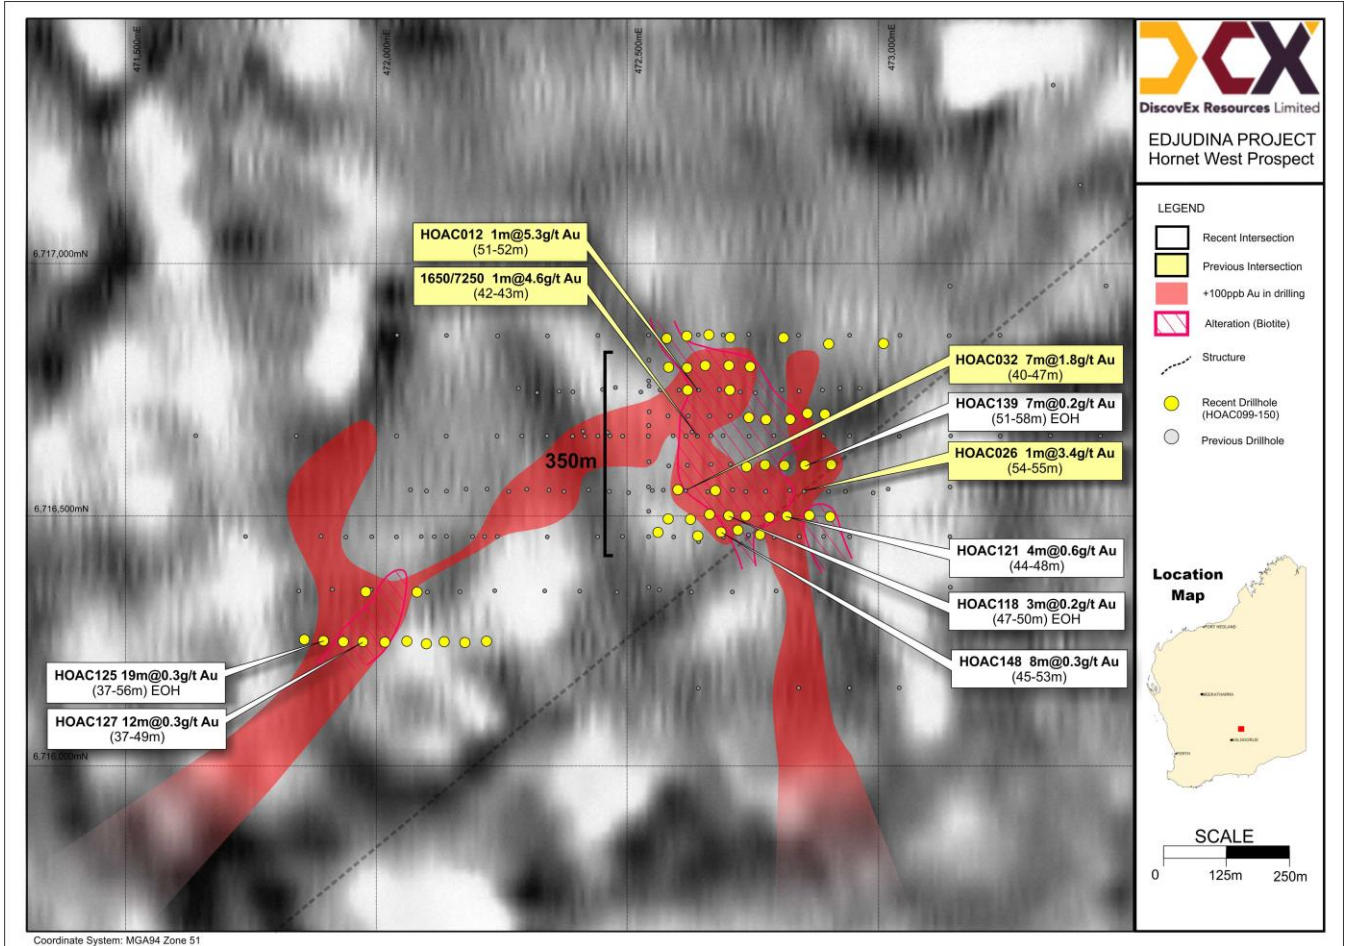 471,500mE
472,000mE
472,500mE
473,000mE
6,717,000mN
6,716,500mN
6,716,000mN
HOAC012 1m@5.3g/t Au
(51-52m)
1650/7250 1m@4.6g/t Au
(42-43m)
350m
HOAC032 7m@1.8g/t Au
(40-47m)
HOAC139 7m@0.2g/t Au
(51-58m) EOH
HOAC026 1m@3.4g/t Au
(54-55m)
HOAC121 4m@0.6g/t Au
(44-48m)
HOAC118 3m@0.2g/t Au
(47-50m) EOH
HOAC148 8m@0.3g/t Au
(45-53m)
HOAC125 19m@0.3g/t Au
(37-56m) EOH
HOAC127 12m@0.3g/t Au
(37-49m)
DCX
DiscovEx Resources Limited
EDJUDINA PROJECT
Hornet West Prospect
LEGEND
Recent Intersection
Previous Intersection
+100ppb Au in drilling
Alteration (Biotite)
Structure
Recent Drillhole
(HOAC099-150)
Previous Drillhole
Location
Map
PORT HEDLAND
PERTH
SCALE
0 125m 250m
Coordinate System: MGA94 Zone 51